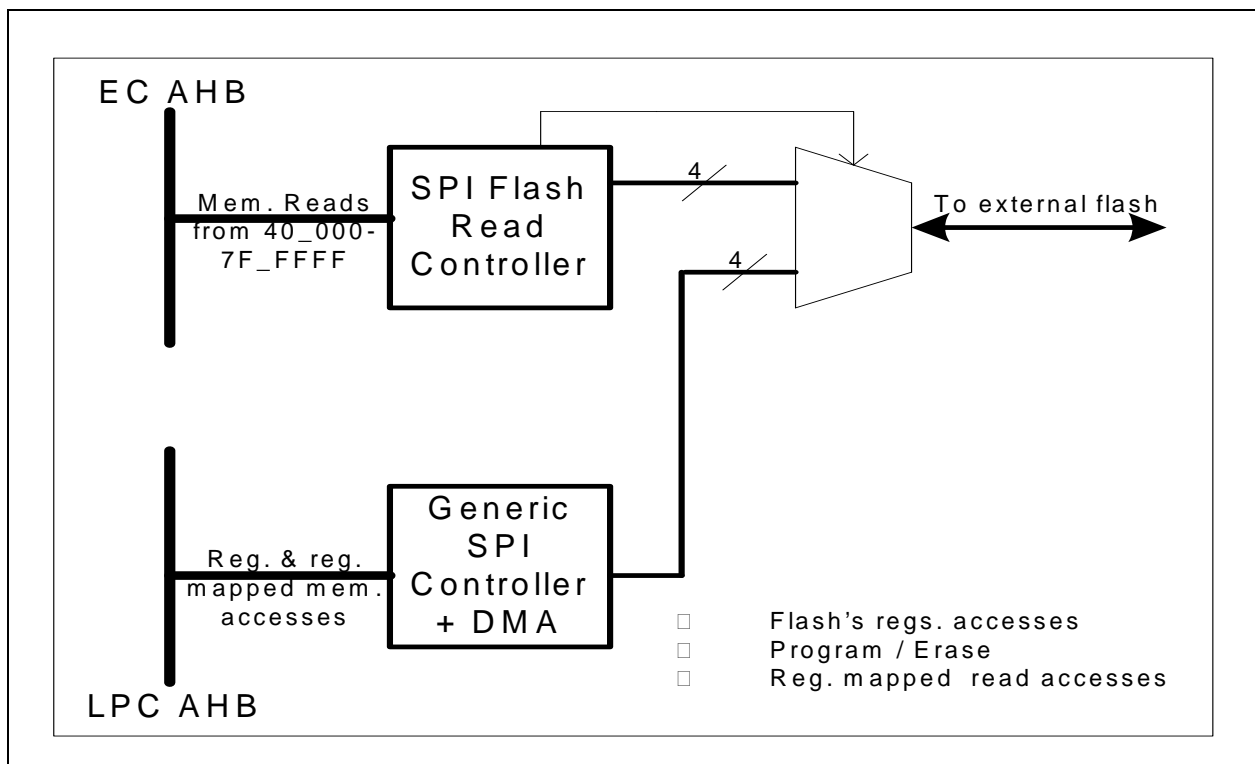 EC AHB
Mem. Reads
from 40_000-
7F_FFFF
SPI Flash
Read
Controller
4
4
To external flash
Reg. & reg.
mapped mem.
accesses
Generic
SPI
Controller
+ DMA
Flash's regs. accesses
Program / Erase
Reg. mapped read accesses
LPC AHB